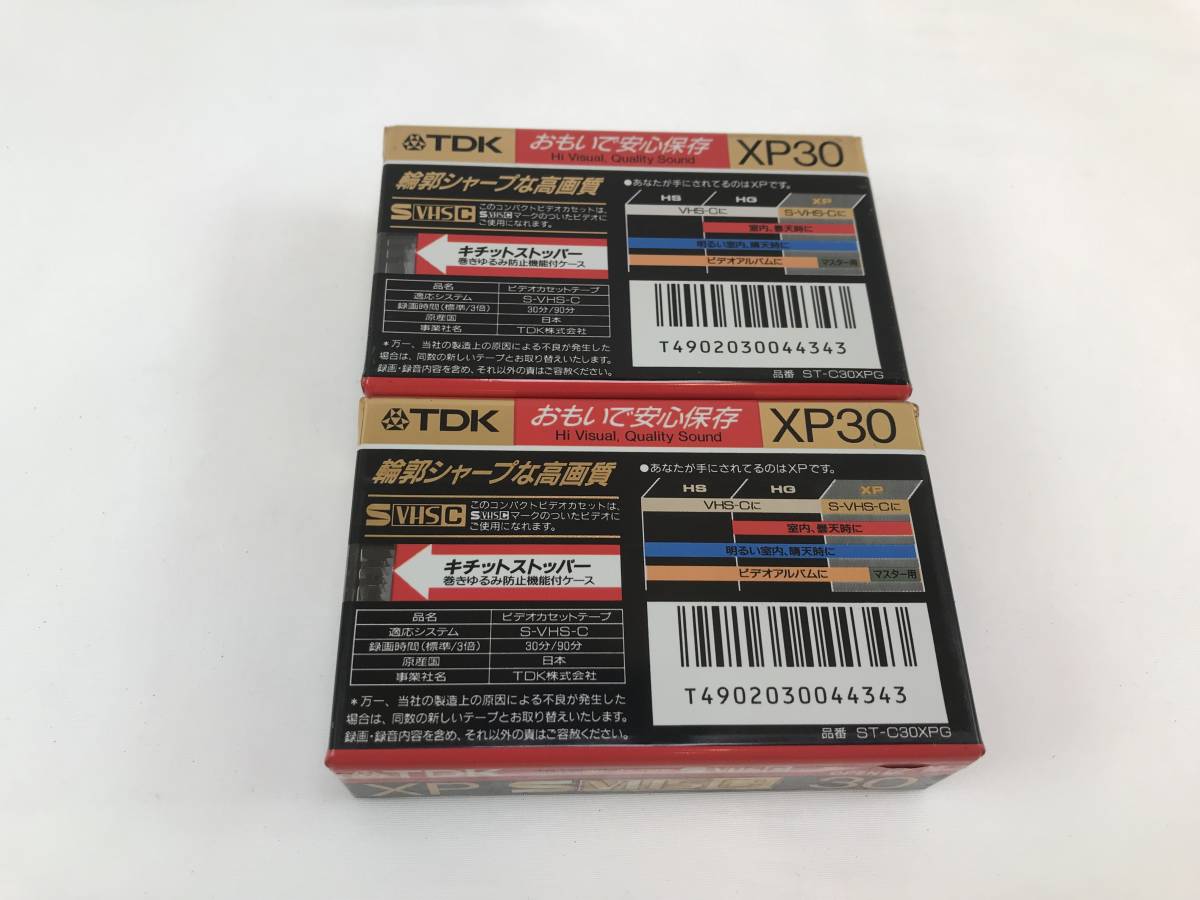 TDK おもいで安心保存 XP30
Hi Visual, Quality Sound
輪郭シャープな高画質
S VHS C このコンパクトビデオカセットは、
S VHS C マークのついたビデオに
ご使用になれます。
キチットストッパー
巻きゆるみ防止機能付ケース
品名 ビデオカセットテープ
適応システム S-VHS-C
録画時間(標準/3倍) 30分/90分
原産国 日本
事業社名 TDK株式会社
*万一、当社の製造上の原因による不良が発生した
場合は、同数の新しいテープとお取り替えいたします。
録画・録音内容を含め、それ以外の責はご容赦ください。
●あなたが手にされてるのはXPです。
HS HG XP
VHS-Cに S-VHS-Cに
室内、曇天時に
明るい室内、晴天時に
ビデオアルバムに マスター用
T4902030044343
品番 ST-C30XPG
TDK おもいで安心保存 XP30
Hi Visual, Quality Sound
輪郭シャープな高画質
S VHS C このコンパクトビデオカセットは、
S VHS C マークのついたビデオに
ご使用になれます。
キチットストッパー
巻きゆるみ防止機能付ケース
品名 ビデオカセットテープ
適応システム S-VHS-C
録画時間(標準/3倍) 30分/90分
原産国 日本
事業社名 TDK株式会社
*万一、当社の製造上の原因による不良が発生した
場合は、同数の新しいテープとお取り替えいたします。
録画・録音内容を含め、それ以外の責はご容赦ください。
●あなたが手にされてるのはXPです。
HS HG XP
VHS-Cに S-VHS-Cに
室内、曇天時に
明るい室内、晴天時に
ビデオアルバムに マスター用
T4902030044343
品番 ST-C30XPG
TDK
XP S VHS C 30